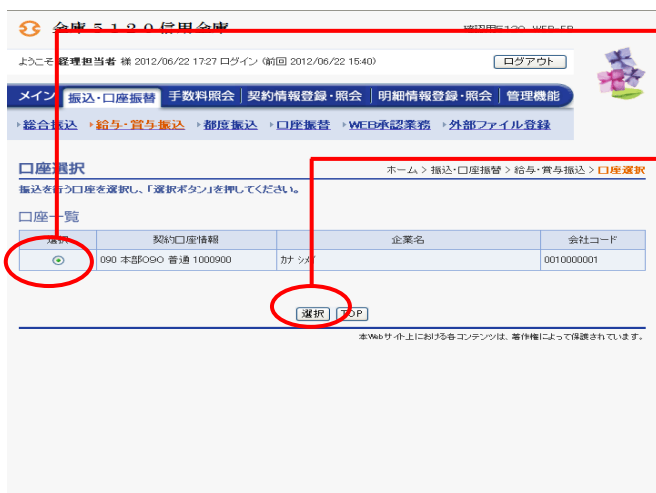 金庫５１２０信用金庫
確認用5120 WEB-FB
ようこそ 経理担当者 様 2012/06/22 17:27 ログイン (前回 2012/06/22 15:40)
ログアウト
メイン 振込・口座振替 手数料照会 契約情報登録・照会 明細情報登録・照会 管理機能
総合振込 給与・賞与振込 都度振込 口座振替 WEB承認業務 外部ファイル登録
口座選択
ホーム > 振込・口座振替 > 給与・賞与振込 > 口座選択
振込を行う口座を選択し、「選択ボタン」を押してください。
口座一覧
選択 契約口座情報 企業名 会社コード
090 本部090 普通 1000900 カナ シメイ 0010000001
選択 TOP
本Webサイト上における各コンテンツは、著作権によって保護されています。